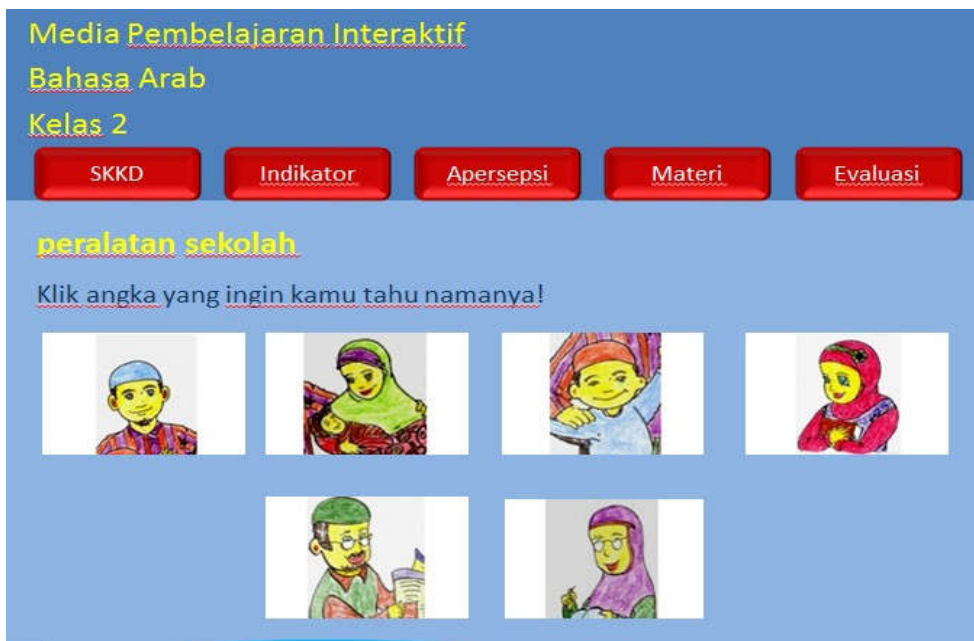 Media Pembelajaran Interaktif
Bahasa Arab
Kelas 2
SKKD Indikator Apersepsi Materi Evaluasi
peralatan sekolah
Klik angka yang ingin kamu tahu namanya!